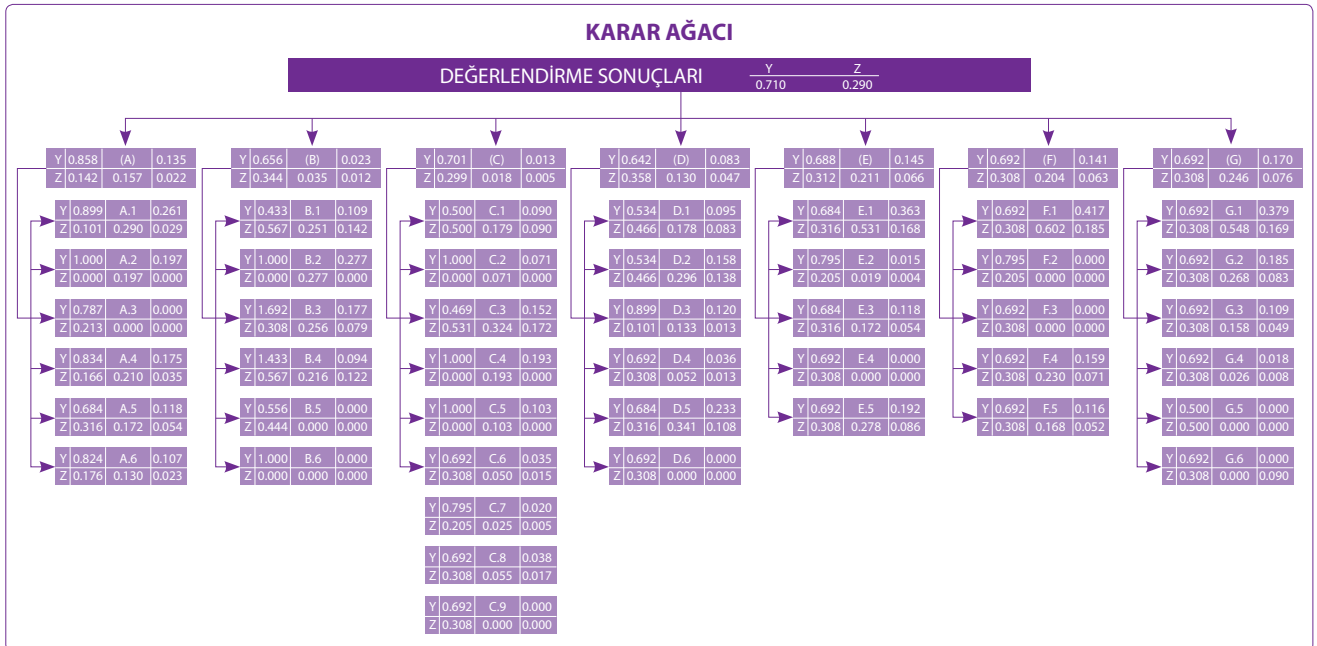 KARAR AĞACI
DEĞERLENDİRME SONUÇLARI Y Z
0.710 0.290
Y 0.858 (A) 0.135
Z 0.142 0.157 0.022
Y 0.899 A.1 0.261
Z 0.101 0.290 0.029
Y 1.000 A.2 0.197
Z 0.000 0.197 0.000
Y 0.787 A.3 0.000
Z 0.213 0.000 0.000
Y 0.834 A.4 0.175
Z 0.166 0.210 0.035
Y 0.684 A.5 0.118
Z 0.316 0.172 0.054
Y 0.824 A.6 0.107
Z 0.176 0.130 0.023
Y 0.656 (B) 0.023
Z 0.344 0.035 0.012
Y 0.433 B.1 0.109
Z 0.567 0.251 0.142
Y 1.000 B.2 0.277
Z 0.000 0.277 0.000
Y 1.692 B.3 0.177
Z 0.308 0.256 0.079
Y 1.433 B.4 0.094
Z 0.567 0.216 0.122
Y 0.556 B.5 0.000
Z 0.444 0.000 0.000
Y 1.000 B.6 0.000
Z 0.000 0.000 0.000
Y 0.701 (C) 0.013
Z 0.299 0.018 0.005
Y 0.500 C.1 0.090
Z 0.500 0.179 0.090
Y 1.000 C.2 0.071
Z 0.000 0.071 0.000
Y 0.469 C.3 0.152
Z 0.531 0.324 0.172
Y 1.000 C.4 0.193
Z 0.000 0.193 0.000
Y 1.000 C.5 0.103
Z 0.000 0.103 0.000
Y 0.692 C.6 0.035
Z 0.308 0.050 0.015
Y 0.795 C.7 0.020
Z 0.205 0.025 0.005
Y 0.692 C.8 0.038
Z 0.308 0.055 0.017
Y 0.692 C.9 0.000
Z 0.308 0.000 0.000
Y 0.642 (D) 0.083
Z 0.358 0.130 0.047
Y 0.534 D.1 0.095
Z 0.466 0.178 0.083
Y 0.534 D.2 0.158
Z 0.466 0.296 0.138
Y 0.899 D.3 0.120
Z 0.101 0.133 0.013
Y 0.692 D.4 0.036
Z 0.308 0.052 0.013
Y 0.684 D.5 0.233
Z 0.316 0.341 0.108
Y 0.692 D.6 0.000
Z 0.308 0.000 0.000
Y 0.688 (E) 0.145
Z 0.312 0.211 0.066
Y 0.684 E.1 0.363
Z 0.316 0.531 0.168
Y 0.795 E.2 0.015
Z 0.205 0.019 0.004
Y 0.684 E.3 0.118
Z 0.316 0.172 0.054
Y 0.692 E.4 0.000
Z 0.308 0.000 0.000
Y 0.692 E.5 0.192
Z 0.308 0.278 0.086
Y 0.692 (F) 0.141
Z 0.308 0.204 0.063
Y 0.692 F.1 0.417
Z 0.308 0.602 0.185
Y 0.795 F.2 0.000
Z 0.205 0.000 0.000
Y 0.692 F.3 0.000
Z 0.308 0.000 0.000
Y 0.692 F.4 0.159
Z 0.308 0.230 0.071
Y 0.692 F.5 0.116
Z 0.308 0.168 0.052
Y 0.692 (G) 0.170
Z 0.308 0.246 0.076
Y 0.692 G.1 0.379
Z 0.308 0.548 0.169
Y 0.692 G.2 0.185
Z 0.308 0.268 0.083
Y 0.692 G.3 0.109
Z 0.308 0.158 0.049
Y 0.692 G.4 0.018
Z 0.308 0.026 0.008
Y 0.500 G.5 0.000
Z 0.500 0.000 0.000
Y 0.692 G.6 0.000
Z 0.308 0.000 0.090